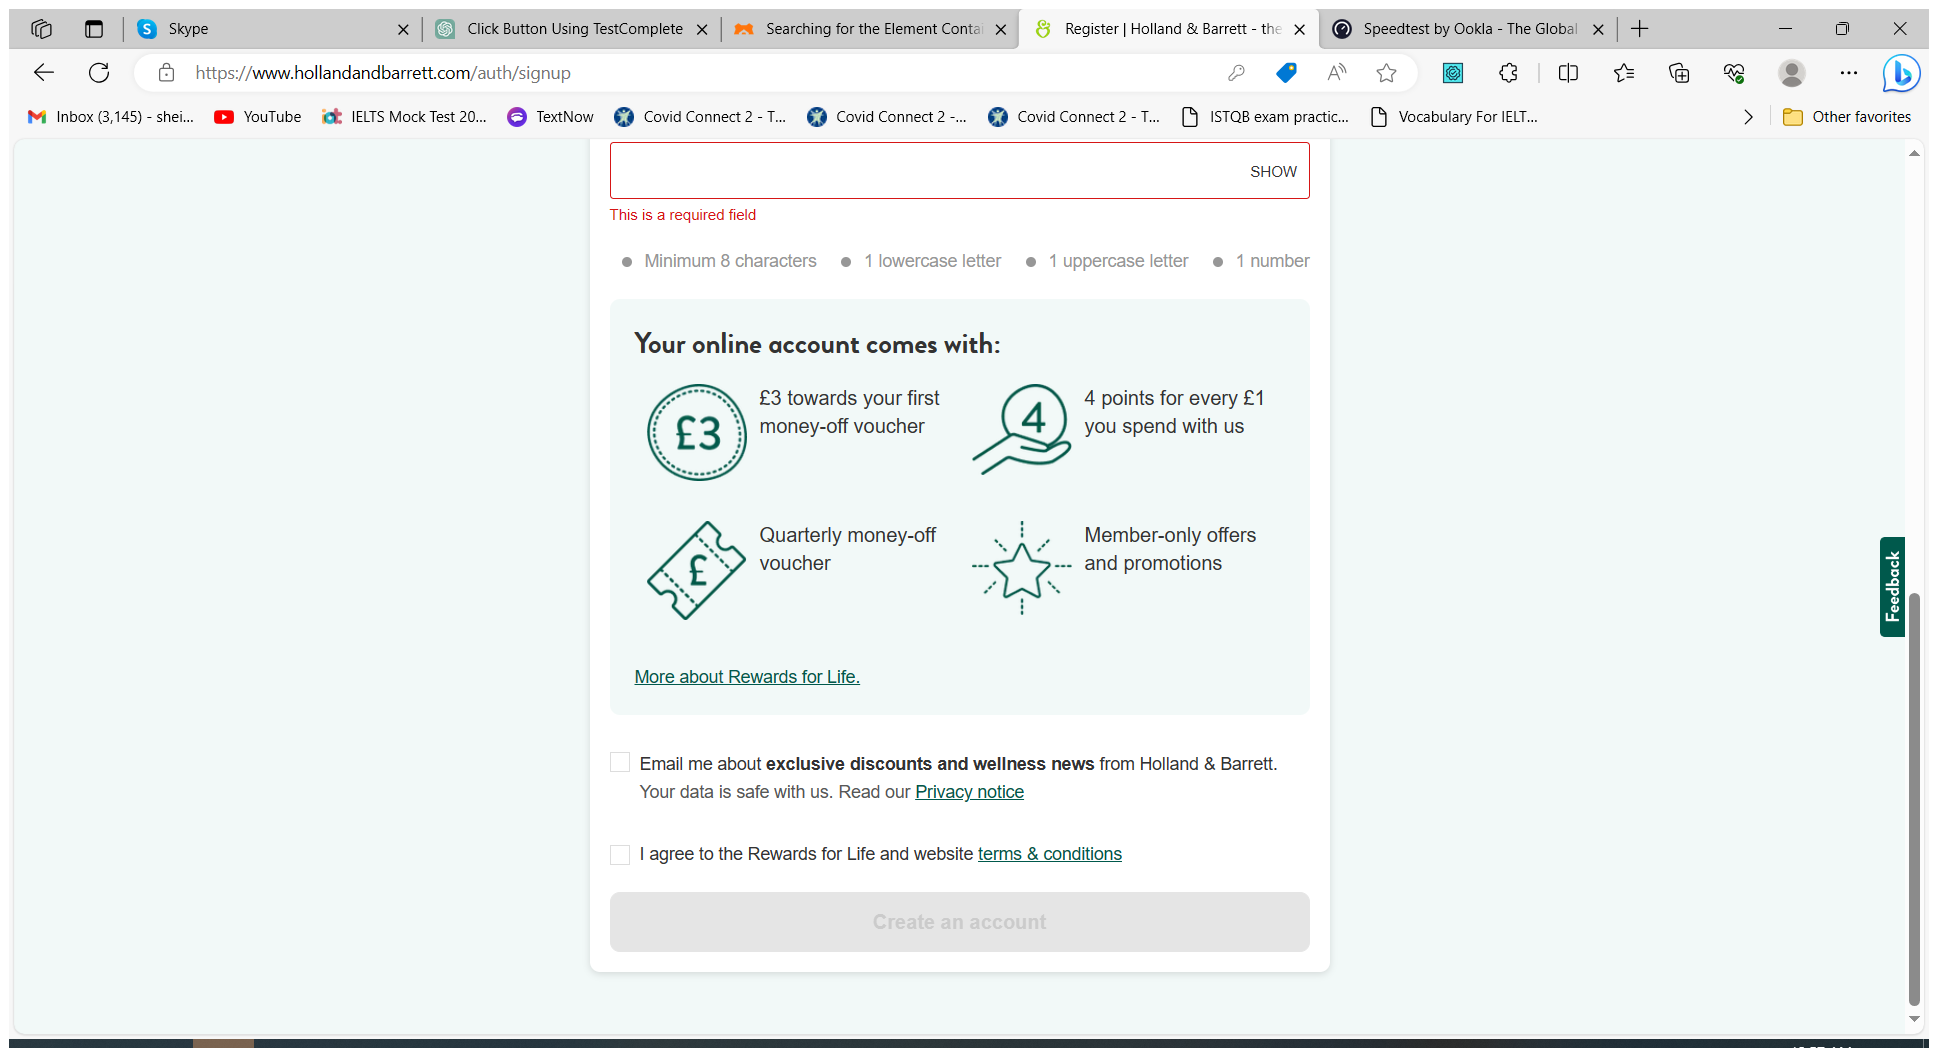 Skype
Click Button Using TestComplete
Searching for the Element Contai
Register | Holland & Barrett - the
Speedtest by Ookla - The Global
https://www.hollandandbarrett.com/auth/signup
Inbox (3,145) - shei...
YouTube
IELTS Mock Test 20...
TextNow
Covid Connect 2 - T...
Covid Connect 2 -...
Covid Connect 2 - T...
ISTQB exam practic...
Vocabulary For IELT...
Other favorites
SHOW
This is a required field
Minimum 8 characters
1 lowercase letter
1 uppercase letter
1 number
Your online account comes with:
£3
£3 towards your first
money-off voucher
4
4 points for every £1
you spend with us
£
Quarterly money-off
voucher
Member-only offers
and promotions
More about Rewards for Life.
Feedback
Email me about exclusive discounts and wellness news from Holland & Barrett.
Your data is safe with us. Read our Privacy notice
I agree to the Rewards for Life and website terms & conditions
Create an account